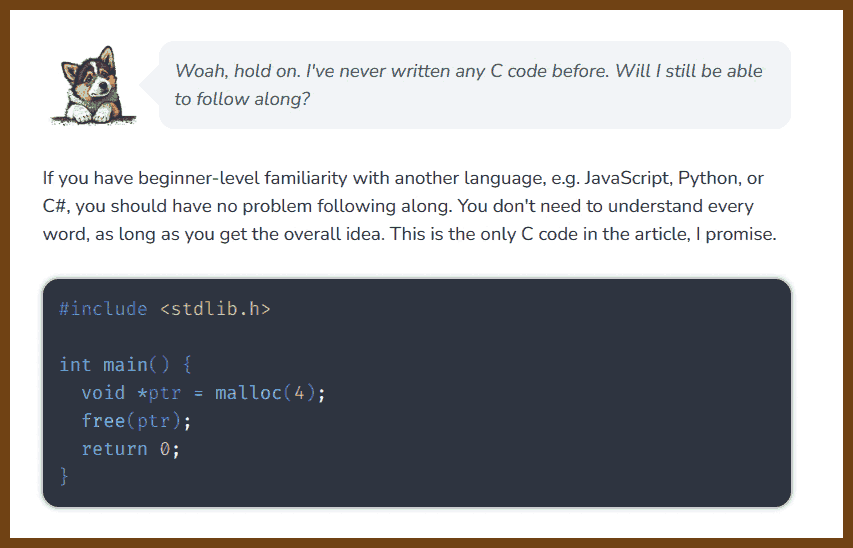 Woah, hold on. I've never written any C code before. Will I still be able
to follow along?
If you have beginner-level familiarity with another language, e.g. JavaScript, Python, or
C#, you should have no problem following along. You don't need to understand every
word, as long as you get the overall idea. This is the only C code in the article, I promise.
#include <stdlib.h>
int main() {
  void *ptr = malloc(4);
  free(ptr);
  return 0;
}